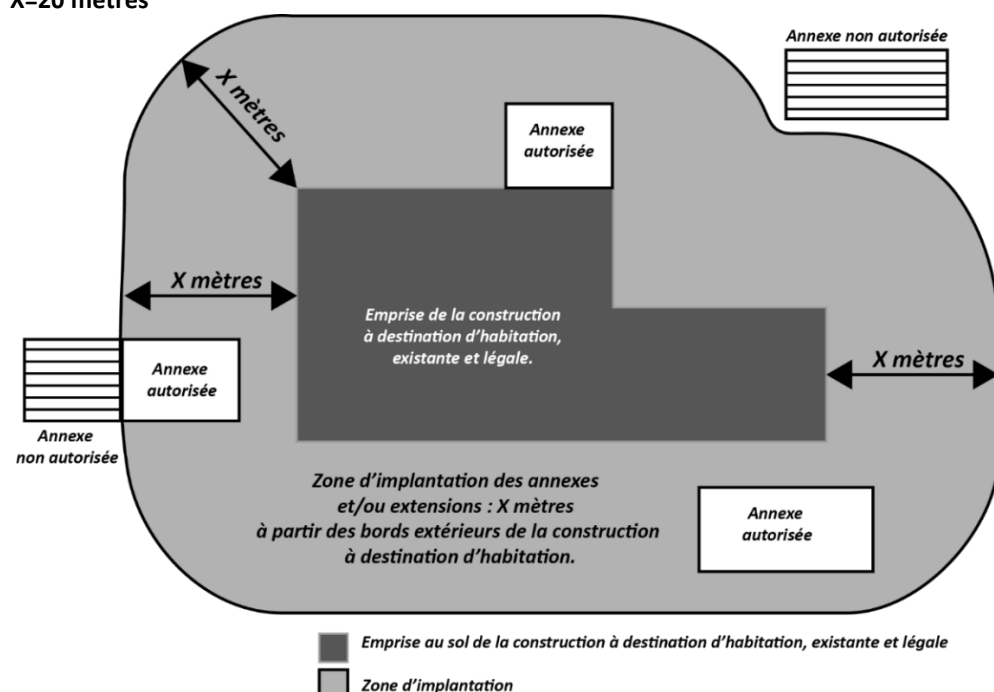 X=20 mètres
Annexe non autorisée
X mètres
Annexe
autorisée
X mètres
Emprise de la construction
à destination d’habitation,
existante et légale.
X mètres
Annexe
autorisée
Annexe
non autorisée
Zone d’implantation des annexes
et/ou extensions : X mètres
à partir des bords extérieurs de la construction
à destination d’habitation.
Annexe
autorisée
Emprise au sol de la construction à destination d’habitation, existante et légale
Zone d’implantation